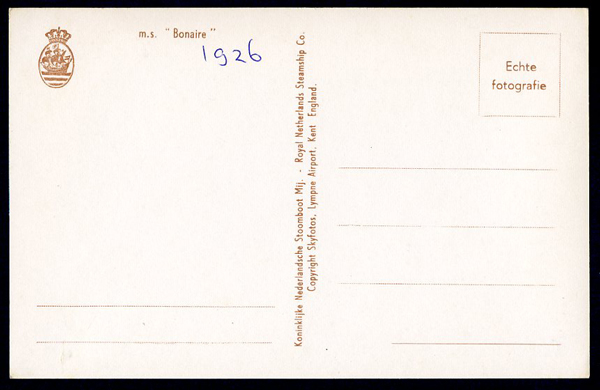 m.s. " Bonaire "
1926
Koninklijke Nederlandsche Stoomboot Mij. - Royal Netherlands Steamship Co.
Copyright Skyfotos, Lympne Airport, Kent England.
Echte
fotografie